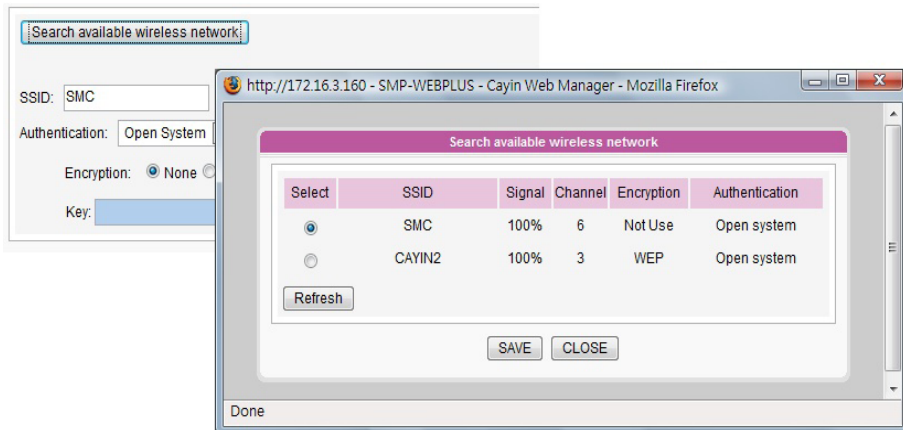 Search available wireless network
SSID: SMC
Authentication: Open System
Encryption: None
Key:
http://172.16.3.160 - SMP-WEBPLUS - Cayin Web Manager - Mozilla Firefox
Search available wireless network
Select SSID Signal Channel Encryption Authentication
SMC 100% 6 Not Use Open system
CAYIN2 100% 3 WEP Open system
Refresh
SAVE CLOSE
Done